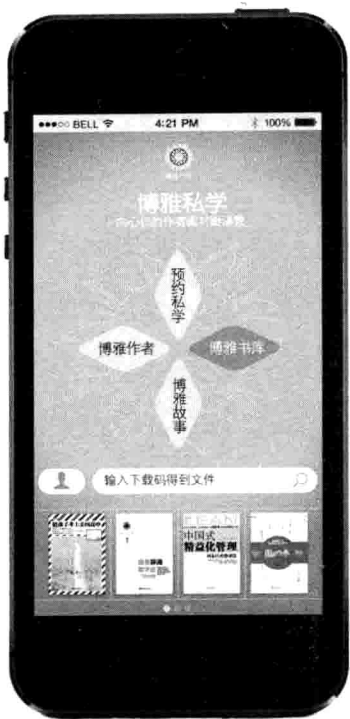 ●●●○○ BELL 4:21 PM 100%
博雅私学
预约私学
博雅作者
博雅书库
博雅故事
输入下载码得到文件
中国式
精益化管理